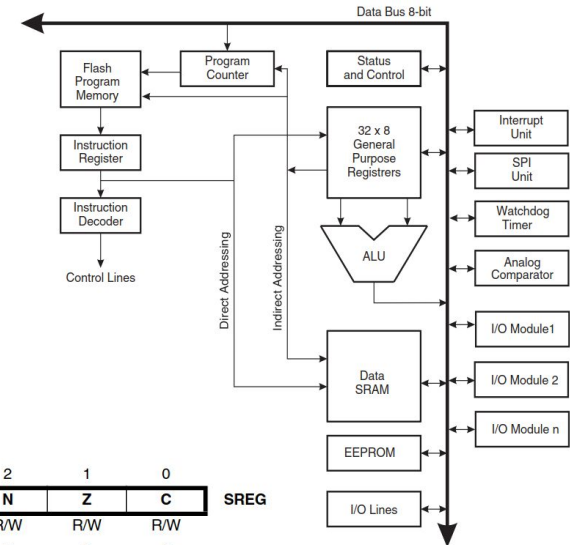 Data Bus 8-bit
Flash
Program
Memory
Program
Counter
Status
and Control
Instruction
Register
32 x 8
General
Purpose
Registrers
Interrupt
Unit
SPI
Unit
Instruction
Decoder
Watchdog
Timer
Control Lines
Direct Addressing
Indirect Addressing
ALU
Analog
Comparator
I/O Module1
Data
SRAM
I/O Module 2
I/O Module n
EEPROM
I/O Lines
2 1 0
N Z C SREG
R/W R/W R/W